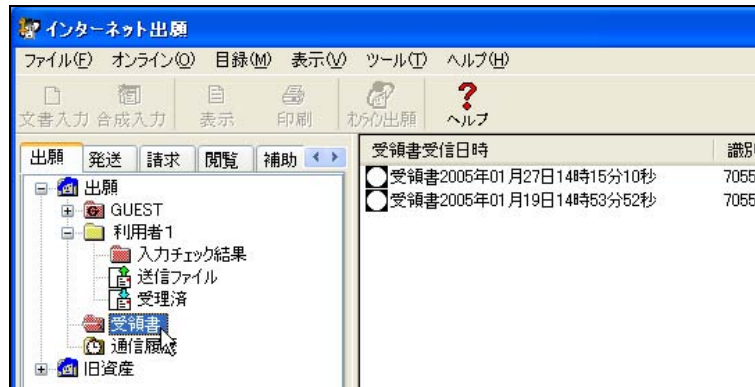 インターネット出願
ファイル(F) オンライン(O) 目録(M) 表示(V) ツール(T) ヘルプ(H)
文書入力 合成入力 表示 印刷 オンライン出願 ヘルプ
出願 発送 請求 閲覧 補助
受領書受信日時 識別
受領書2005年01月27日14時15分10秒 7055
受領書2005年01月19日14時53分52秒 7055
出願
GUEST
利用者1
入力チェック結果
送信ファイル
受理済
受領書
通信履歴
旧資産